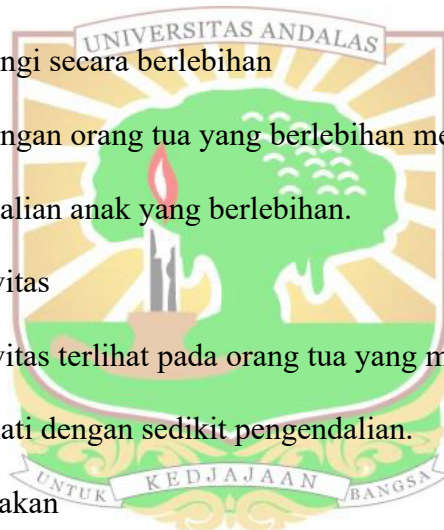 UNIVERSITAS ANDALAS
ngi secara berlebihan
ngan orang tua yang berlebihan me
alian anak yang berlebihan.
vitas
vitas terlihat pada orang tua yang m
ati dengan sedikit pengendalian.
UNTUK KEDJAJAAN BANGSA
akan